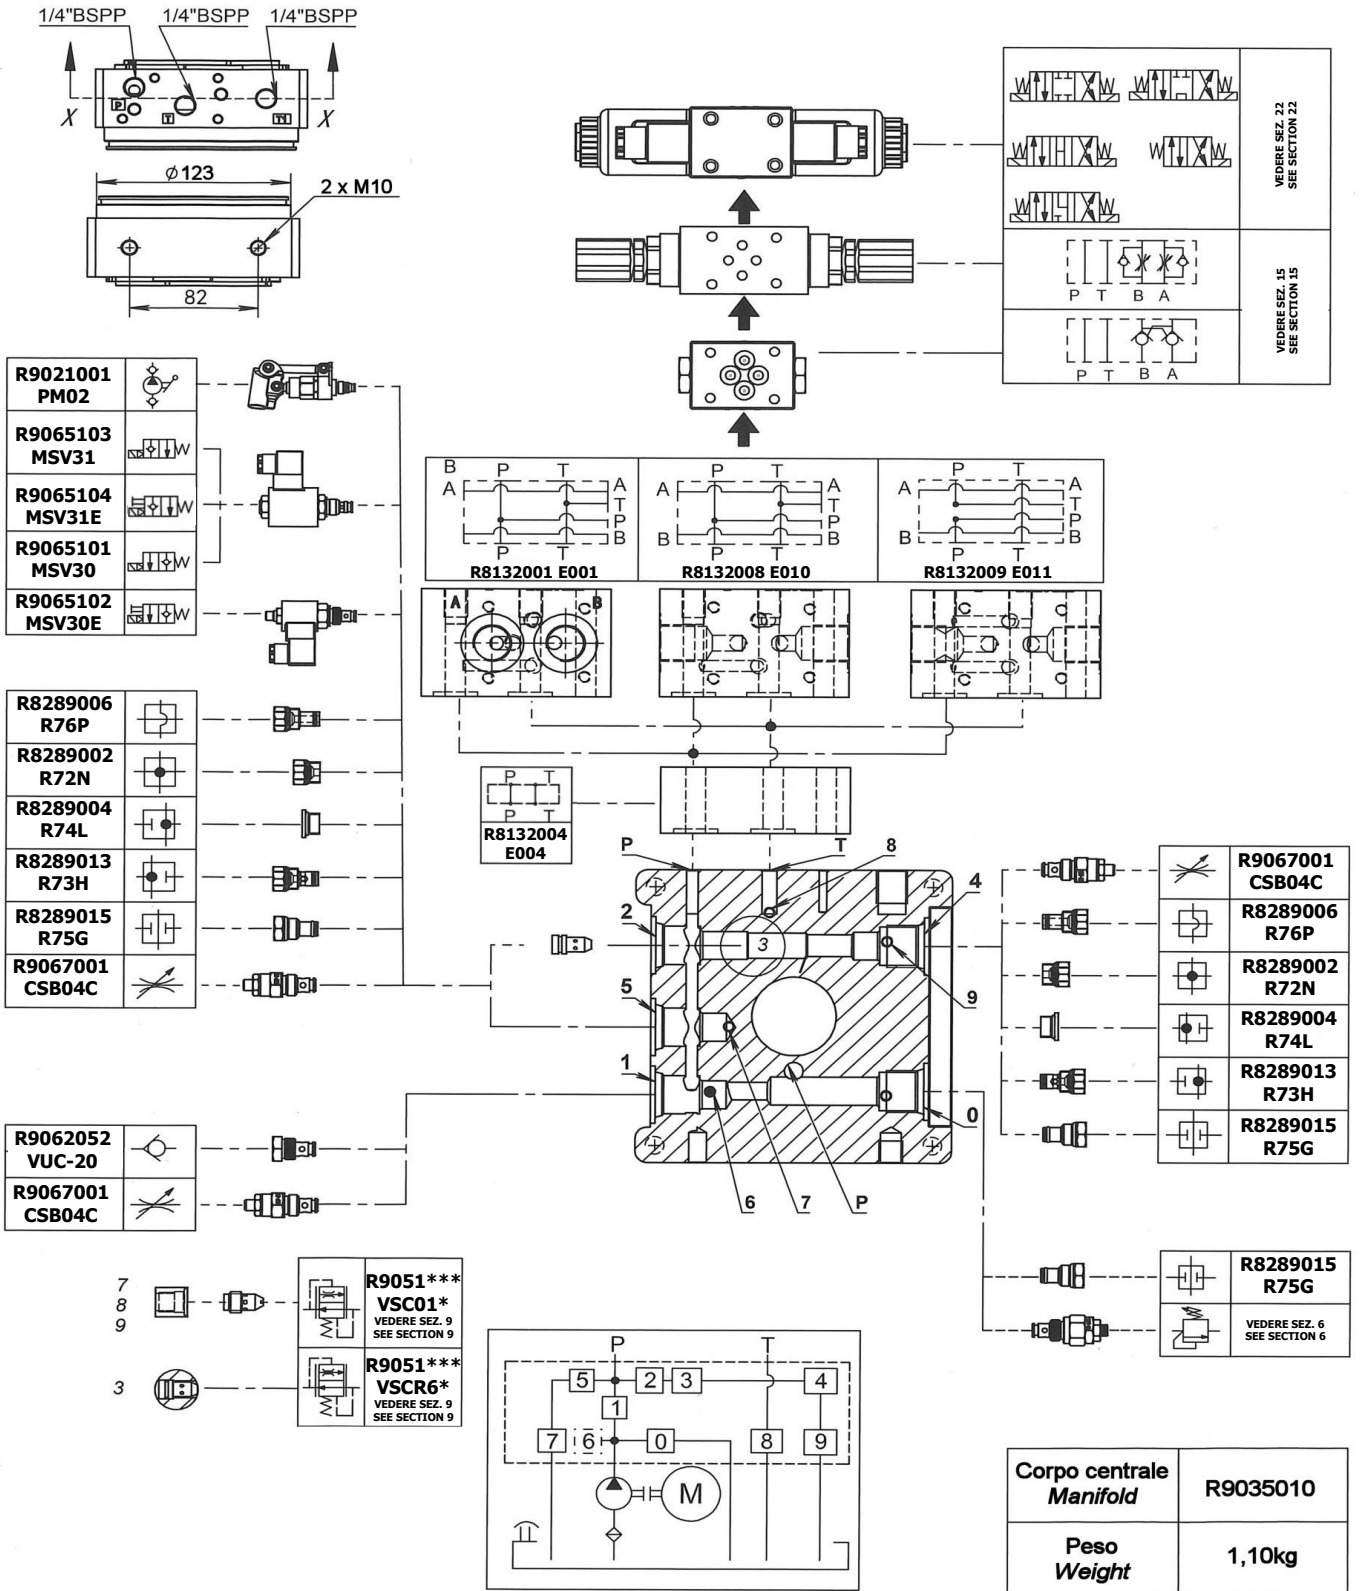 1/4"BSPP 1/4"BSPP 1/4"BSPP
X P T T1 X
ϕ 123
2 x M10
82
VEDERE SEZ. 22
SEE SECTION 22
P T B A
VEDERE SEZ. 15
SEE SECTION 15
P T B A
R9021001
PM02
R9065103
MSV31
R9065104
MSV31E
R9065101
MSV30
R9065102
MSV30E
B P T
A A
T
P
B
P T
R8132001 E001
P T
A A
T
P
B B
P T
R8132008 E010
P T
A A
T
P
B B
P T
R8132009 E011
A B
R8289006
R76P
R8289002
R72N
R8289004
R74L
R8289013
R73H
R8289015
R75G
R9067001
CSB04C
P T
P T
R8132004
E004
P T 8
2 4
3
5 9
1 0
6 7 P
R9067001
CSB04C
R8289006
R76P
R8289002
R72N
R8289004
R74L
R8289013
R73H
R8289015
R75G
R9062052
VUC-20
R9067001
CSB04C
7
8
9
R9051***
VSC01*
VEDERE SEZ. 9
SEE SECTION 9
3
R9051***
VSCR6*
VEDERE SEZ. 9
SEE SECTION 9
R8289015
R75G
VEDERE SEZ. 6
SEE SECTION 6
P T
5 2 3 4
1
7 6 0 8 9
M
Corpo centrale
Manifold
R9035010
Peso
Weight
1,10kg